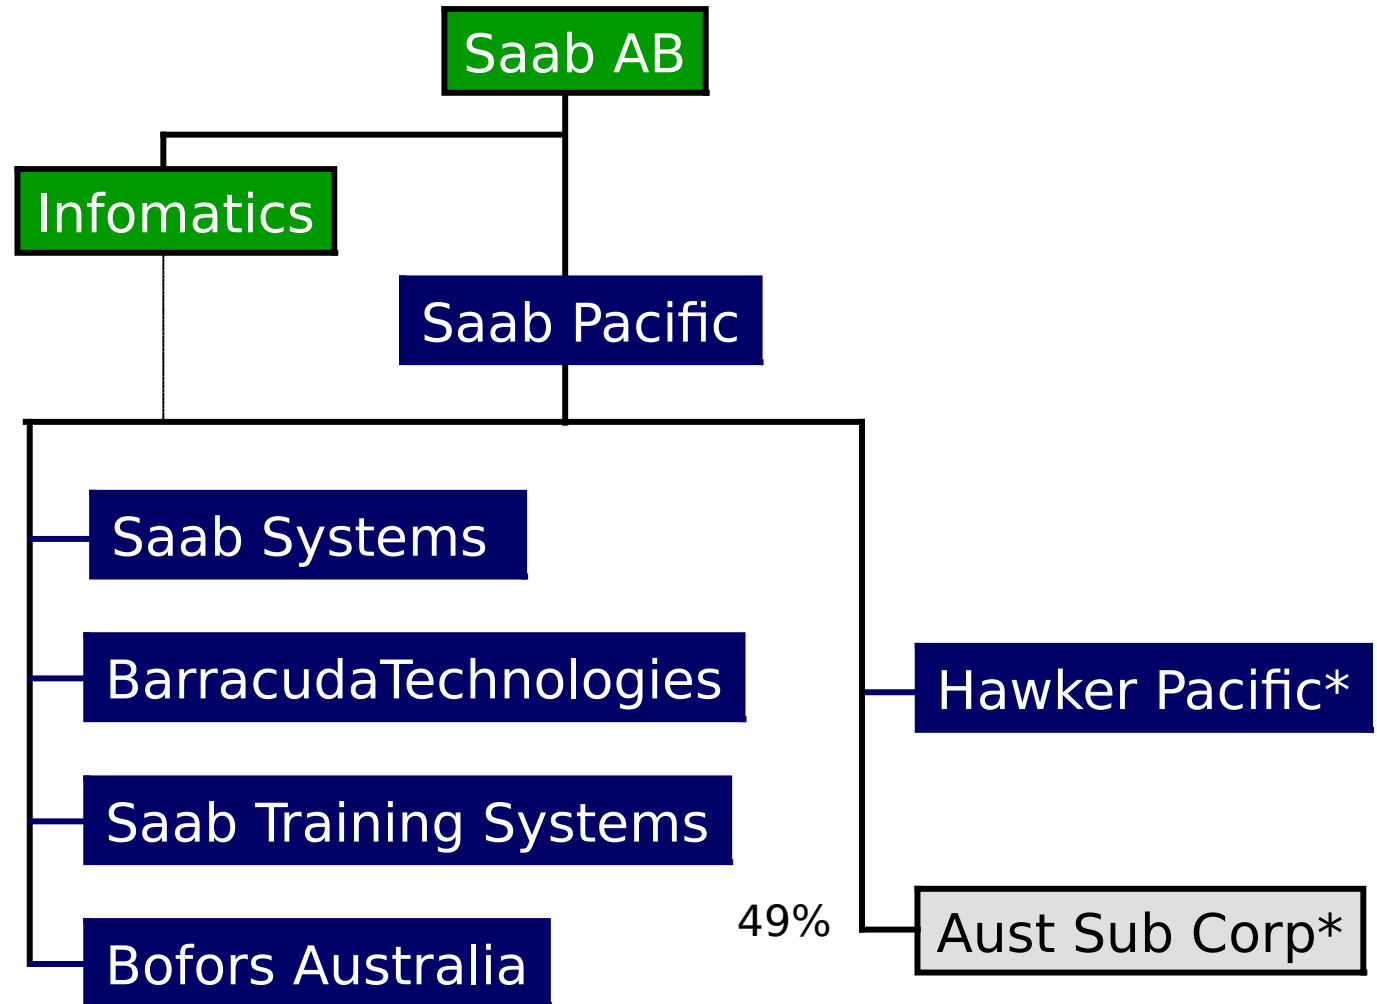 Saab AB
Infomatics
Saab Pacific
Saab Systems
BarracudaTechnologies
Saab Training Systems
Bofors Australia
Hawker Pacific*
49%
Aust Sub Corp*